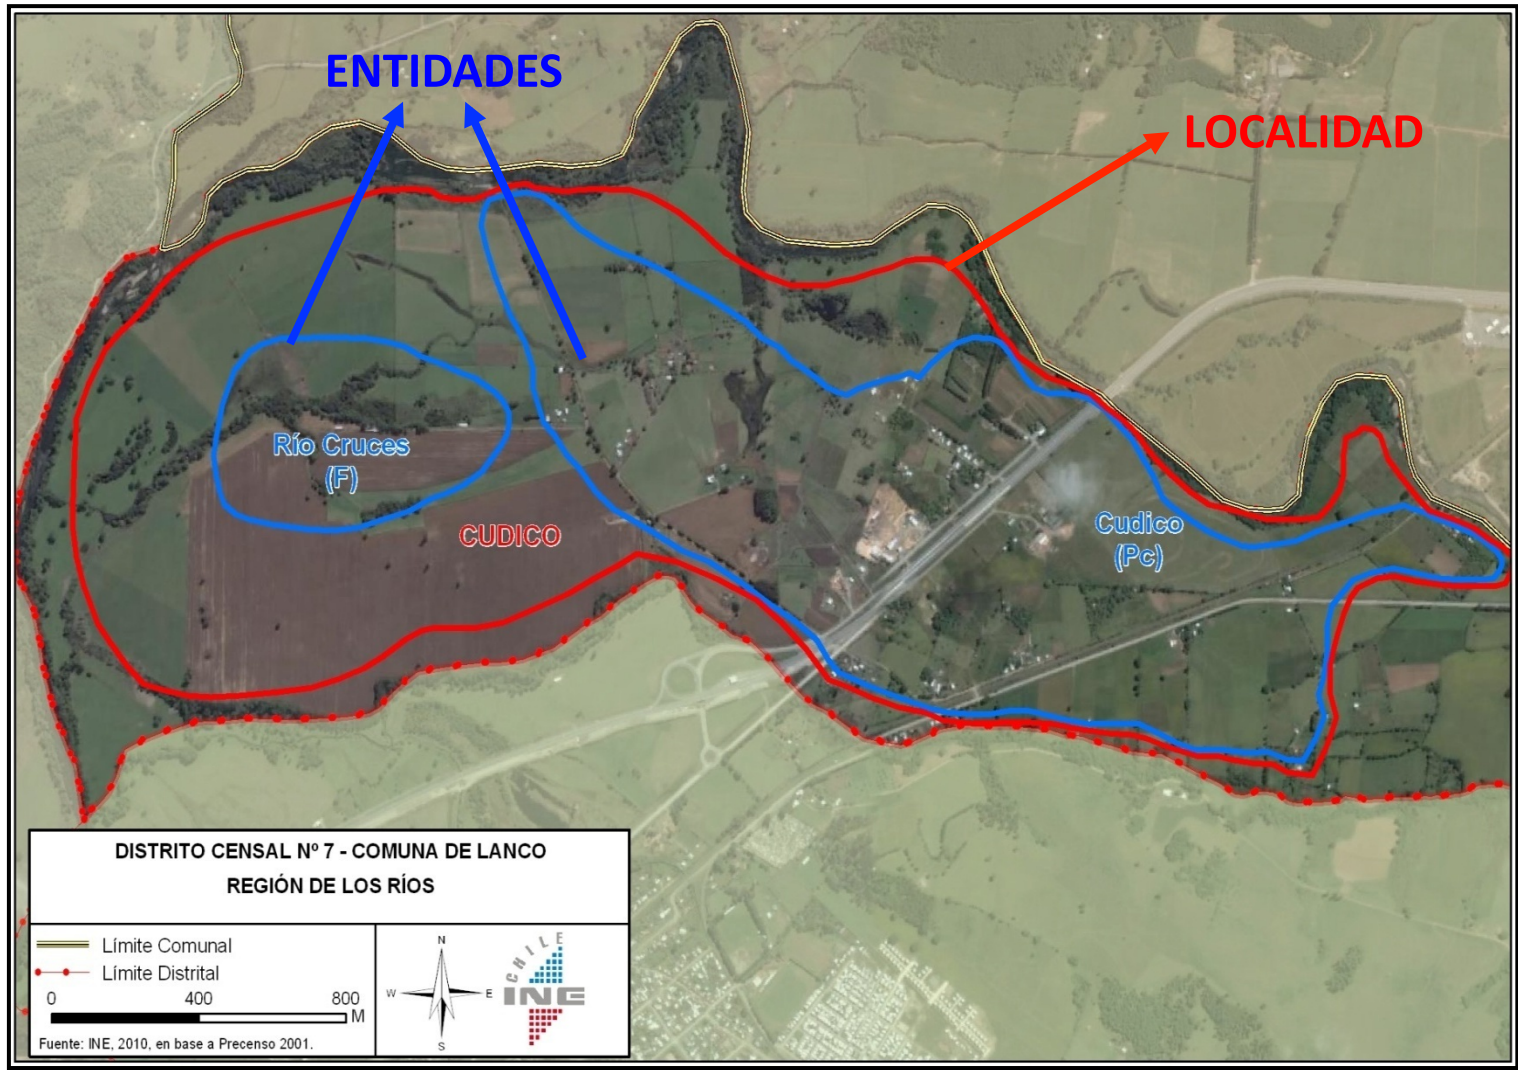 ENTIDADES
LOCALIDAD
Río Cruces
(F)
CUDICO
Cudico
(Pc)
DISTRITO CENSAL Nº 7 - COMUNA DE LANCO
REGIÓN DE LOS RÍOS
Límite Comunal
Límite Distrital
0 400 800
M
Fuente: INE, 2010, en base a Precenso 2001.
N
W E
S
CHILE
INE